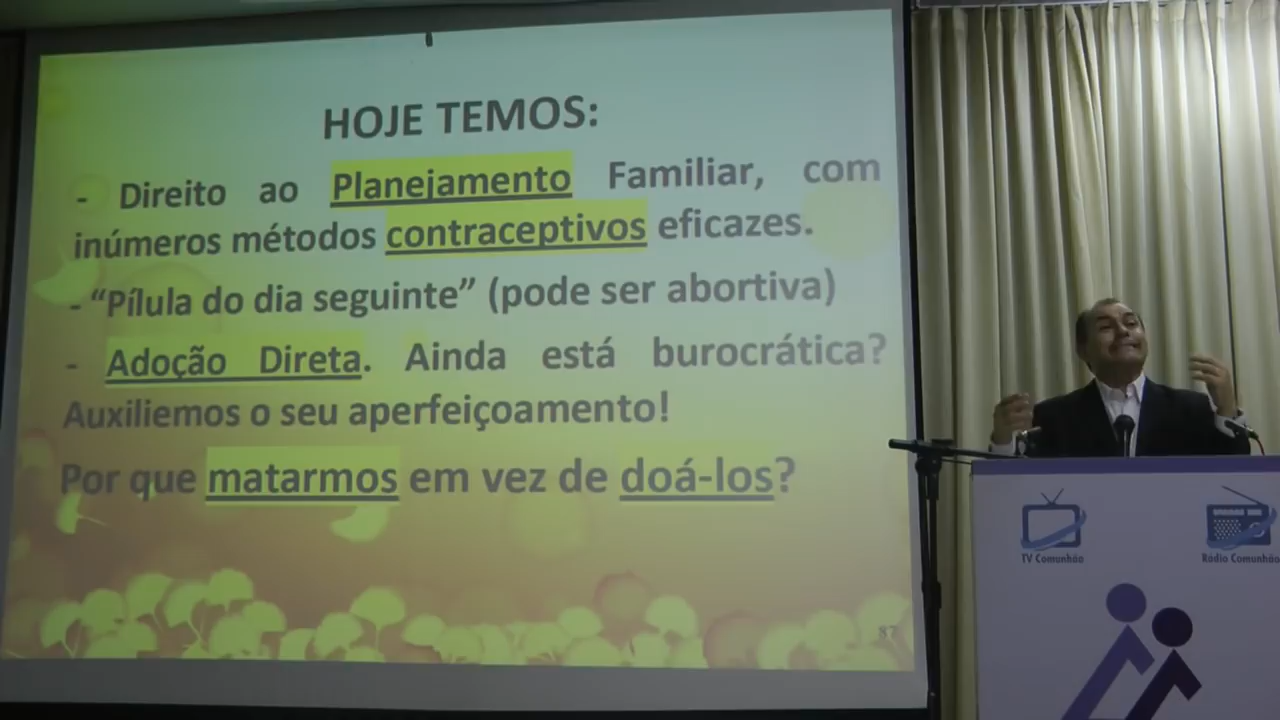 HOJE TEMOS:
- Direito ao Planejamento Familiar, com
inúmeros métodos contraceptivos eficazes.
- “Pílula do dia seguinte” (pode ser abortiva)
- Adoção Direta. Ainda está burocrática?
Auxiliemos o seu aperfeiçoamento!
Por que matarmos em vez de doá-los?
87
TV Comunhão
Rádio Comunhão